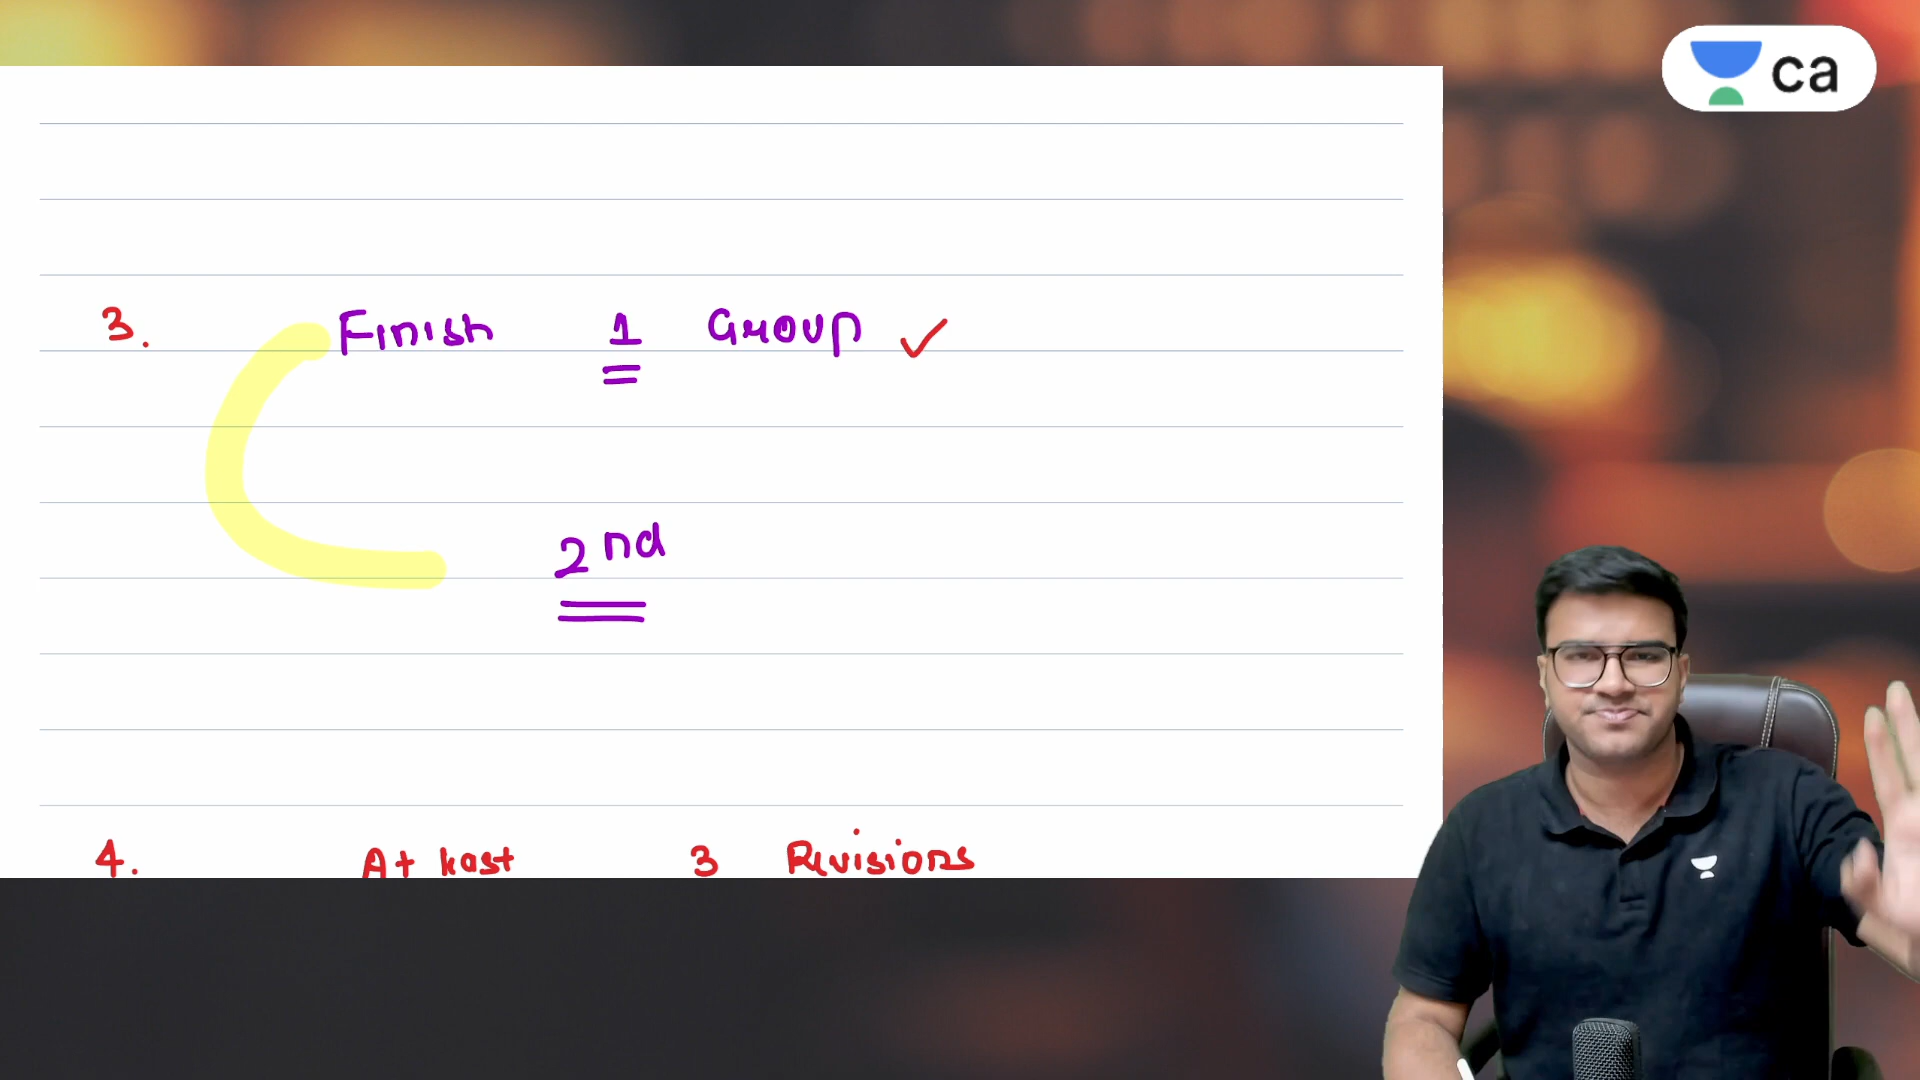 ca
3. Finish 1 Group ✓
2nd
4. At least 3 Revisions